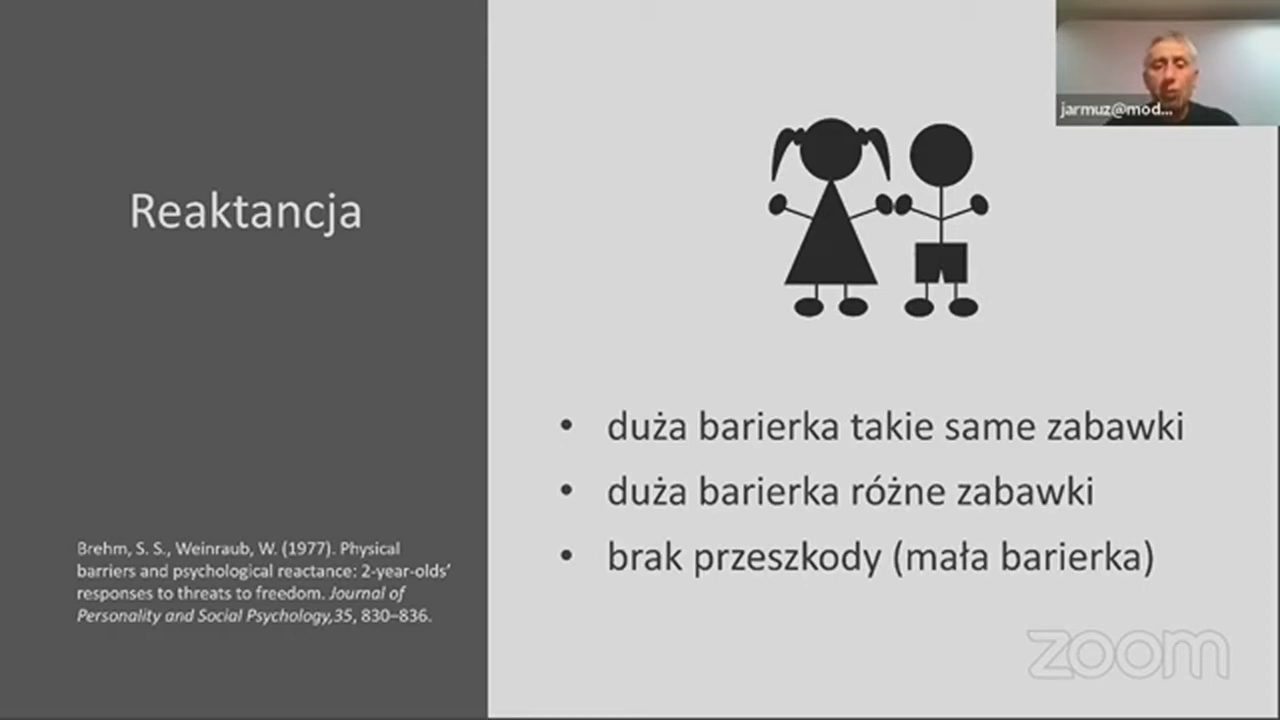 jarmuz@mod...
Reaktancja
duża barierka takie same zabawki
duża barierka różne zabawki
brak przeszkody (mała barierka)
Brehm, S. S., Weinraub, W. (1977). Physical
barriers and psychological reactance: 2-year-olds’
responses to threats to freedom. Journal of
Personality and Social Psychology,35, 830–836.
zoom